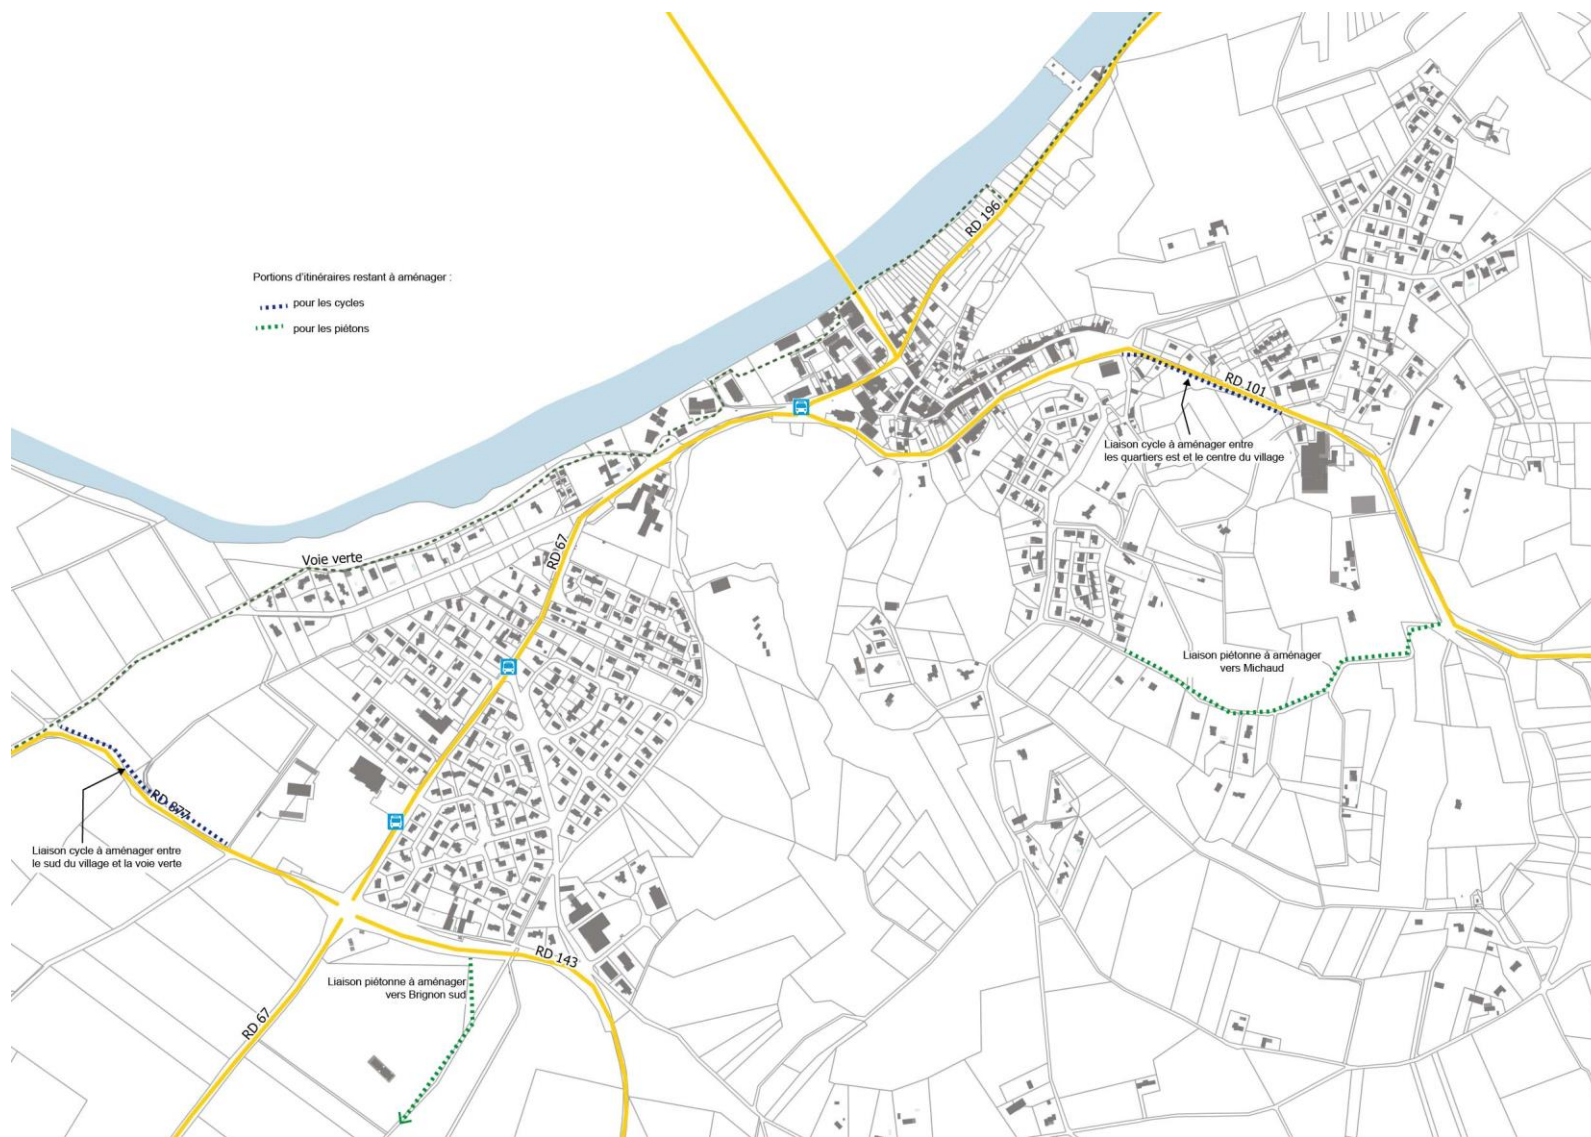 RD 196
Portions d'itinéraires restant à aménager :
pour les cycles
pour les piétons
RD 101
Liaison cycle à aménager entre
les quartiers est et le centre du village
Voie verte
RD 67
Liaison piétonne à aménager
vers Michaud
RD 877
Liaison cycle à aménager entre
le sud du village et la voie verte
RD 143
Liaison piétonne à aménager
vers Brignon sud
RD 67